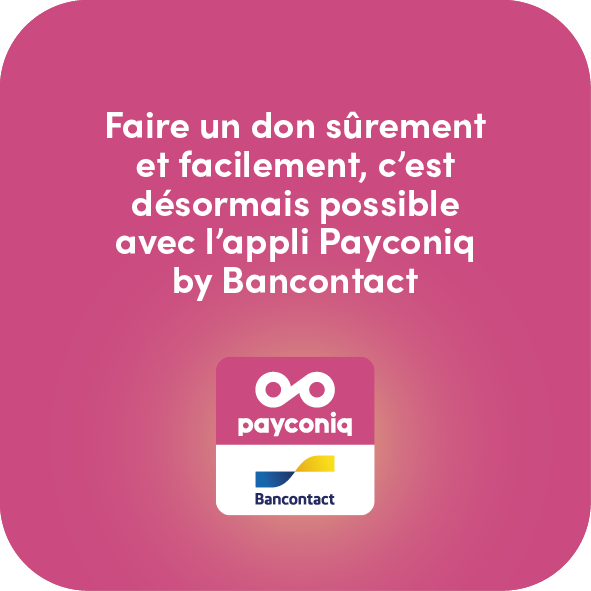 Faire un don sûrement
et facilement, c’est
désormais possible
avec l’appli Payconiq
by Bancontact
payconiq
Bancontact